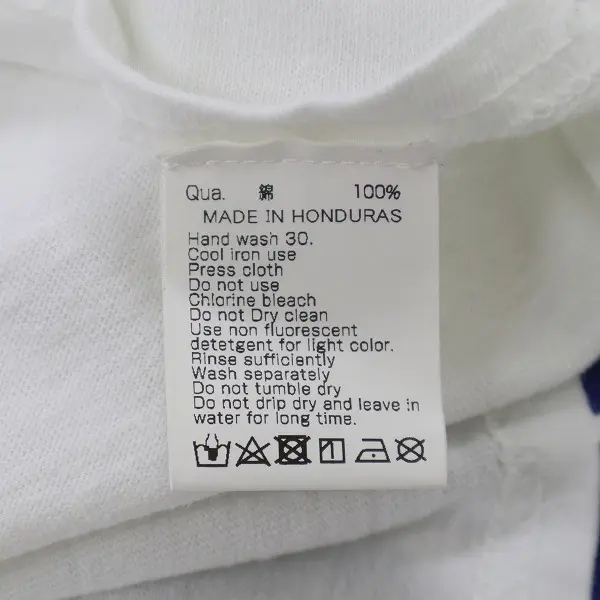 Qua. 綿 100%
MADE IN HONDURAS
Hand wash 30.
Cool iron use
Press cloth
Do not use
Chlorine bleach
Do not Dry clean
Use non fluorescent
detetgent for light color.
Rinse sufficiently
Wash separately
Do not tumble dry
Do not drip dry and leave in
water for long time.